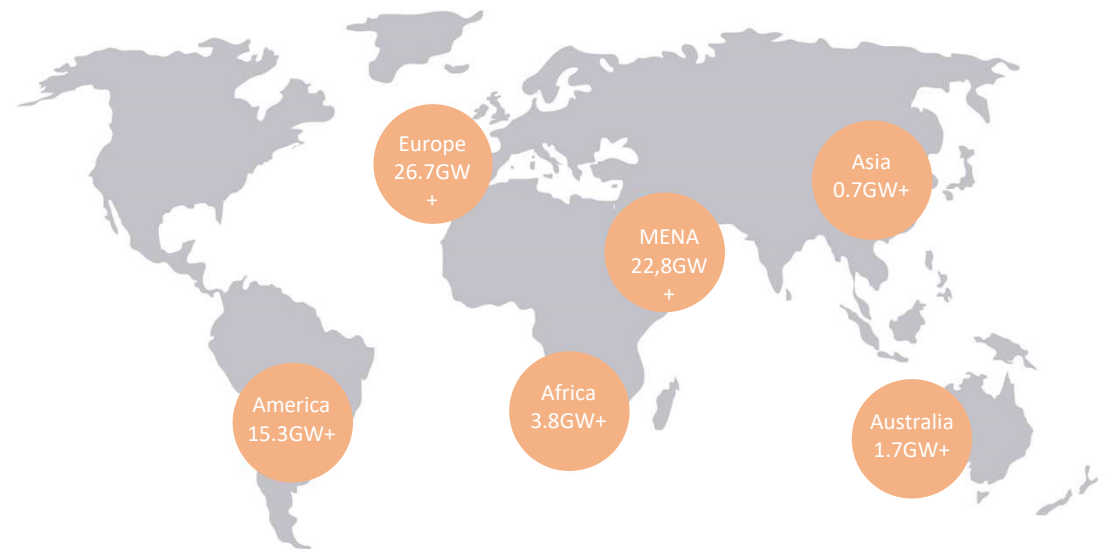 Europe
26.7GW
+
Asia
0.7GW+
MENA
22,8GW
+
America
15.3GW+
Africa
3.8GW+
Australia
1.7GW+